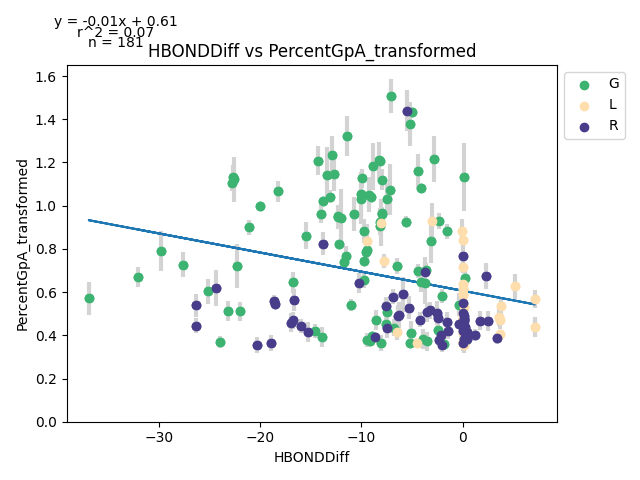 y = -0.01x + 0.61
r^2 = 0.07
n = 181
HBONDDiff vs PercentGpA_transformed
1.6
1.4
1.2
1.0
0.8
0.6
0.4
0.2
0.0
PercentGpA_transformed
−30
−20
−10
0
HBONDDiff
G
L
R